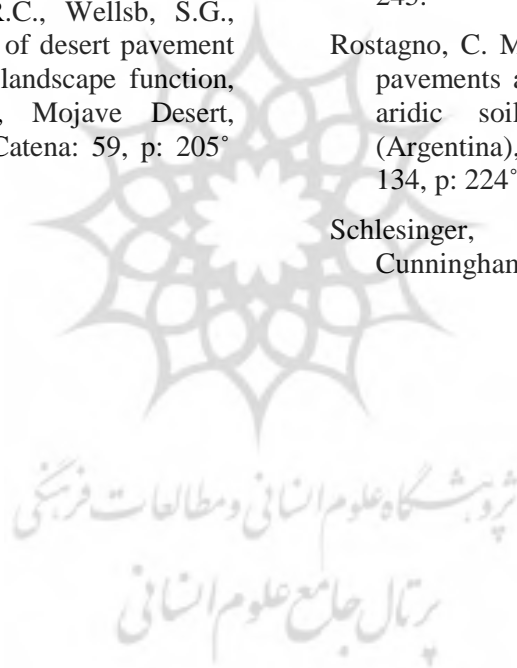 R.C., Wellsb, S.G.,
of desert pavement
landscape function,
, Mojave Desert,
Catena: 59, p: 205˚
245.
Rostagno, C. M
pavements a
aridic soil
(Argentina),
134, p: 224˚
Schlesinger,
Cunningham
پژوهشگاه علوم انسانی و مطالعات فرهنگی
پرتال جامع علوم انسانی